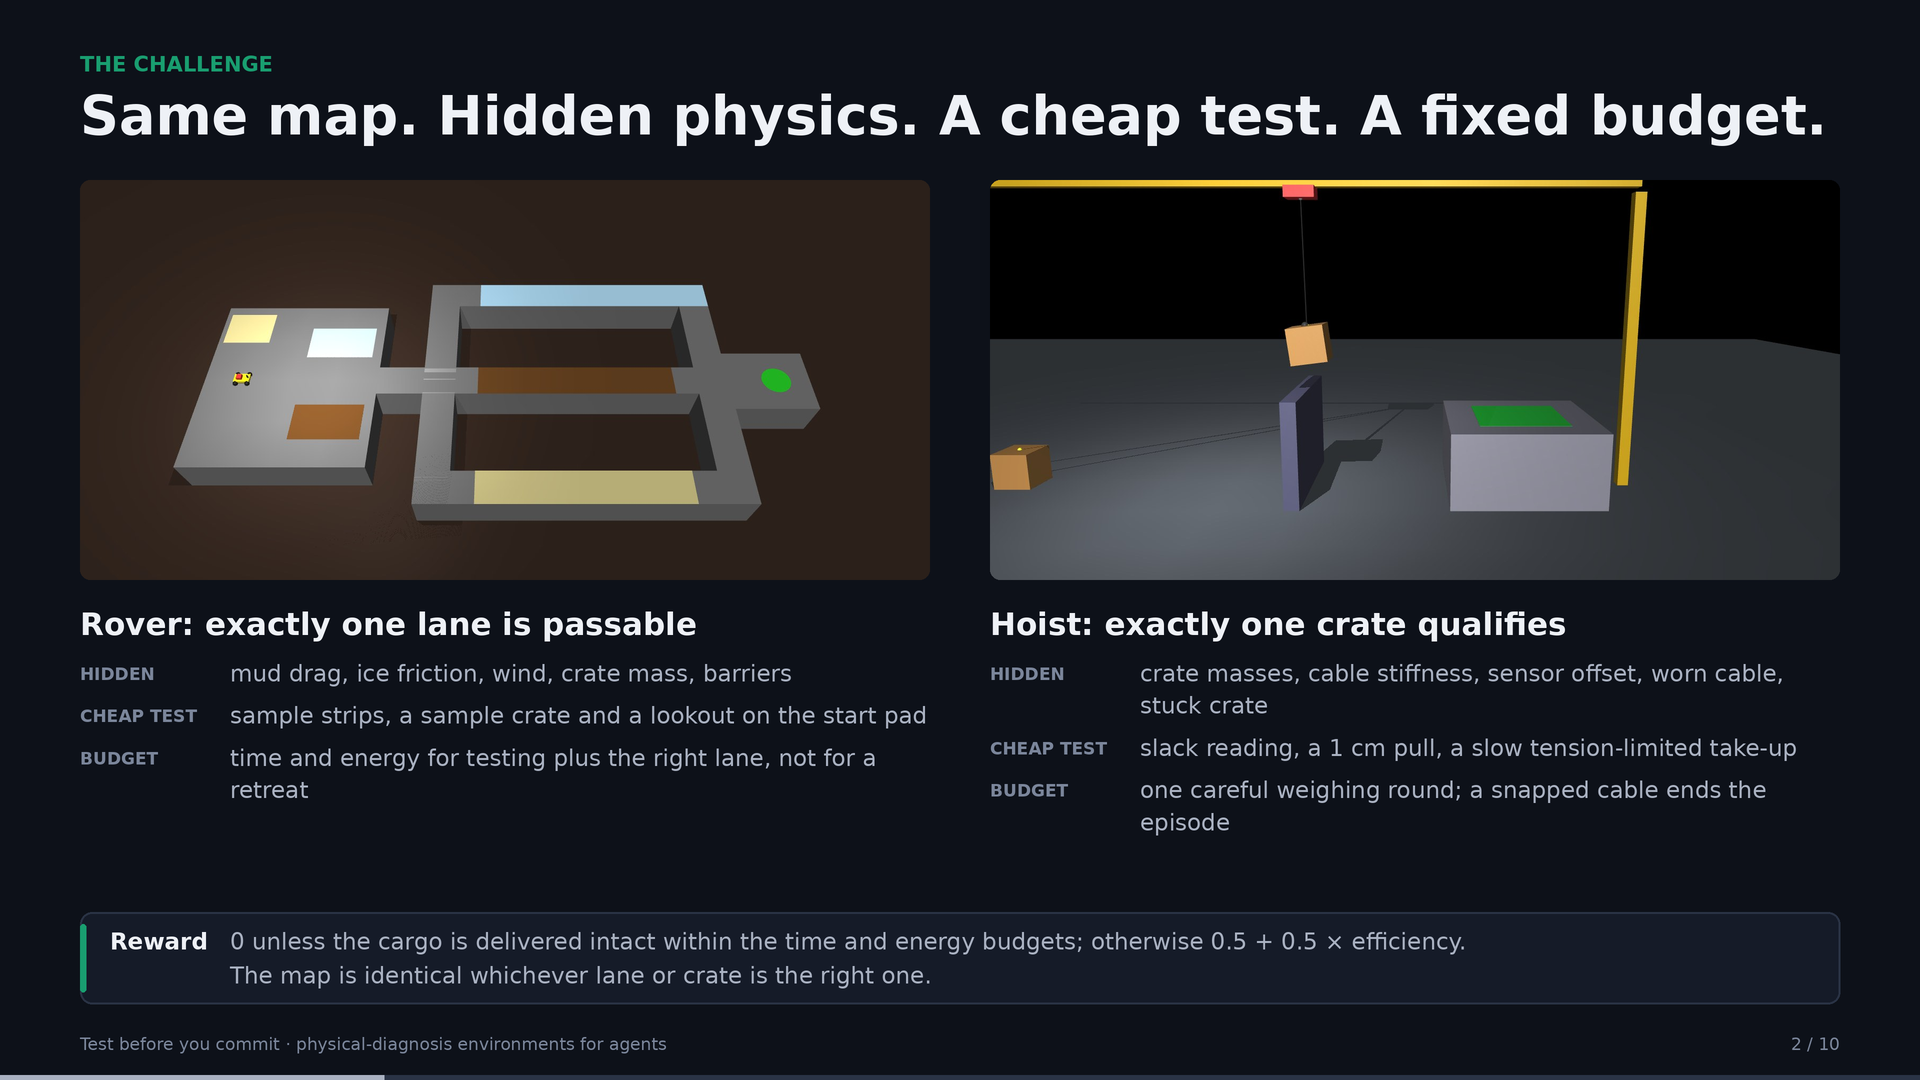 THE CHALLENGE
Same map. Hidden physics. A cheap test. A fixed budget.
Rover: exactly one lane is passable
HIDDEN mud drag, ice friction, wind, crate mass, barriers
CHEAP TEST sample strips, a sample crate and a lookout on the start pad
BUDGET time and energy for testing plus the right lane, not for a
retreat
Hoist: exactly one crate qualifies
HIDDEN crate masses, cable stiffness, sensor offset, worn cable,
stuck crate
CHEAP TEST slack reading, a 1 cm pull, a slow tension-limited take-up
BUDGET one careful weighing round; a snapped cable ends the
episode
Reward 0 unless the cargo is delivered intact within the time and energy budgets; otherwise 0.5 + 0.5 × efficiency.
The map is identical whichever lane or crate is the right one.
Test before you commit · physical-diagnosis environments for agents
2 / 10